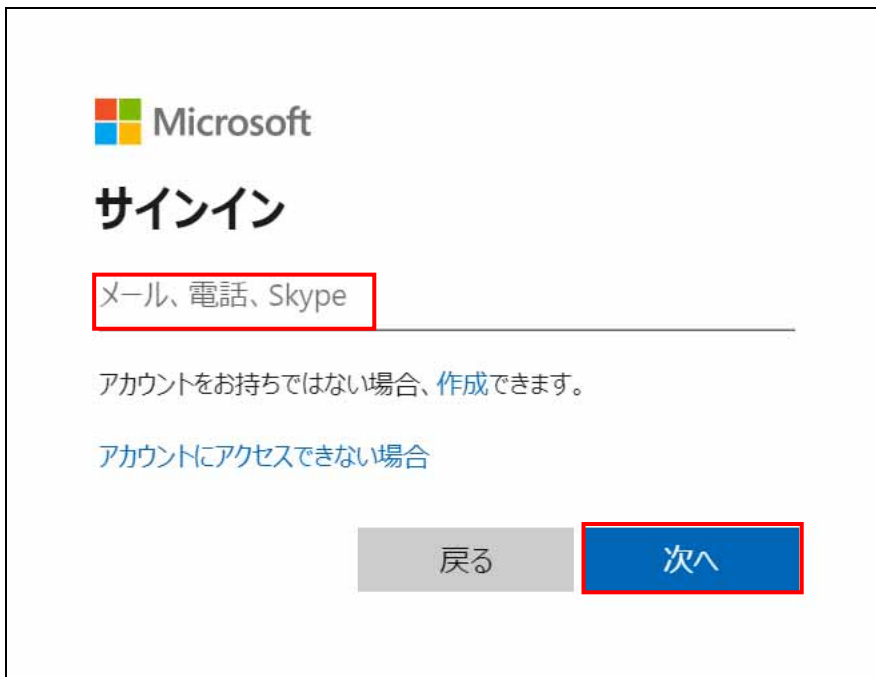 Microsoft
サインイン
メール、電話、Skype
アカウントをお持ちではない場合、作成できます。
アカウントにアクセスできない場合
戻る
次へ